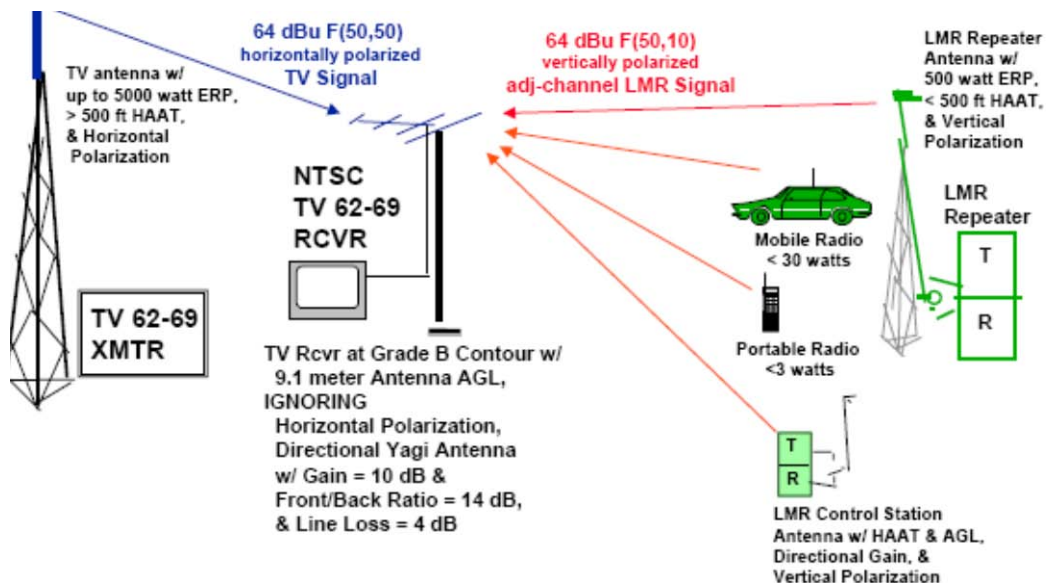 64 dBu F(50,50)
horizontally polarized
TV Signal
64 dBu F(50,10)
vertically polarized
adj-channel LMR Signal
LMR Repeater
Antenna w/
500 watt ERP,
< 500 ft HAAT,
& Vertical
Polarization
TV antenna w/
up to 5000 watt ERP,
> 500 ft HAAT,
& Horizontal
Polarization
NTSC
TV 62-69
RCVR
LMR
Repeater
T
R
Mobile Radio
< 30 watts
TV 62-69
XMTR
Portable Radio
<3 watts
TV Rcvr at Grade B Contour w/
9.1 meter Antenna AGL,
IGNORING
Horizontal Polarization,
Directional Yagi Antenna
w/ Gain = 10 dB &
Front/Back Ratio = 14 dB,
& Line Loss = 4 dB
T
R
LMR Control Station
Antenna w/ HAAT & AGL,
Directional Gain, &
Vertical Polarization